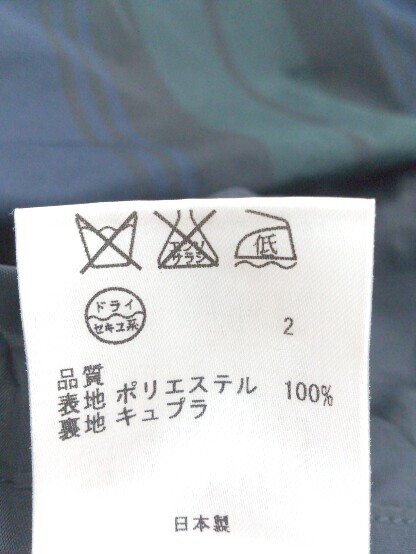 エンソ
サラシ
低
ドライ
セキユ系
2
品質
表地 ポリエステル 100%
裏地 キュプラ
日本製